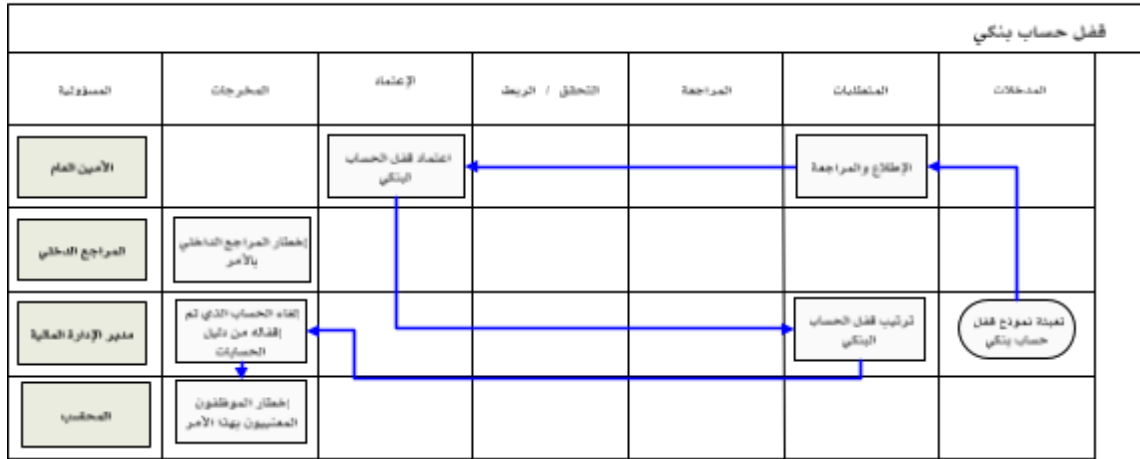 قفل حساب بنكي
المدخلات
المتطلبات
المراجعة
التحقق / الربط
الإعتماد
المخرجات
المسؤولية
الإطلاع والمراجعة
اعتماد قفل الحساب
البنكي
الأمين العام
إخطار المراجع الداخلي
بالأمر
المراجع الدخلي
تعبئة نموذج قفل
حساب بنكي
ترتيب قفل الحساب
البنكي
إلغاء الحساب الذي تم
إقفاله من دليل
الحسابات
مدير الإدارة المالية
إخطار الموظفون
المعنييون بهذا الأمر
المحاسب